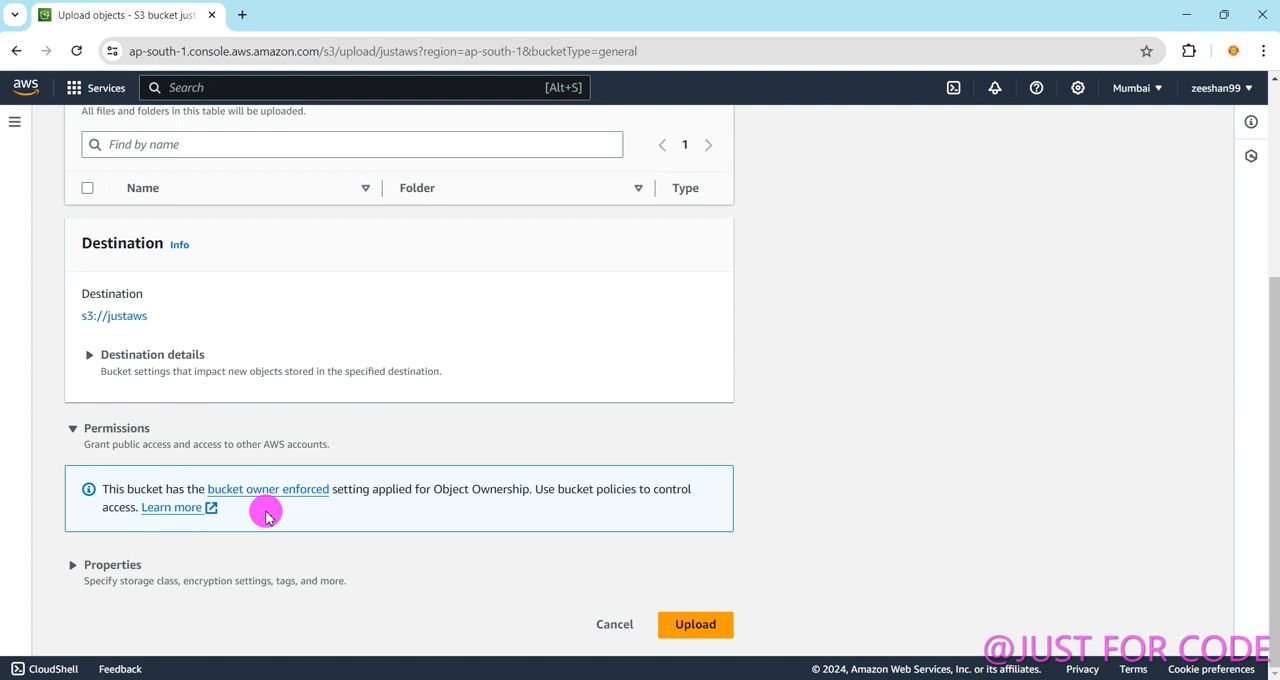 Upload objects - S3 bucket just
ap-south-1.console.aws.amazon.com/s3/upload/justaws?region=ap-south-1&bucketType=general
aws Services Search [Alt+S] Mumbai zeeshan99
All files and folders in this table will be uploaded.
Find by name 1
Name Folder Type
Destination Info
Destination
s3://justaws
Destination details
Bucket settings that impact new objects stored in the specified destination.
Permissions
Grant public access and access to other AWS accounts.
This bucket has the bucket owner enforced setting applied for Object Ownership. Use bucket policies to control
access. Learn more
Properties
Specify storage class, encryption settings, tags, and more.
Cancel Upload
@JUST FOR CODE
CloudShell Feedback © 2024, Amazon Web Services, Inc. or its affiliates. Privacy Terms Cookie preferences